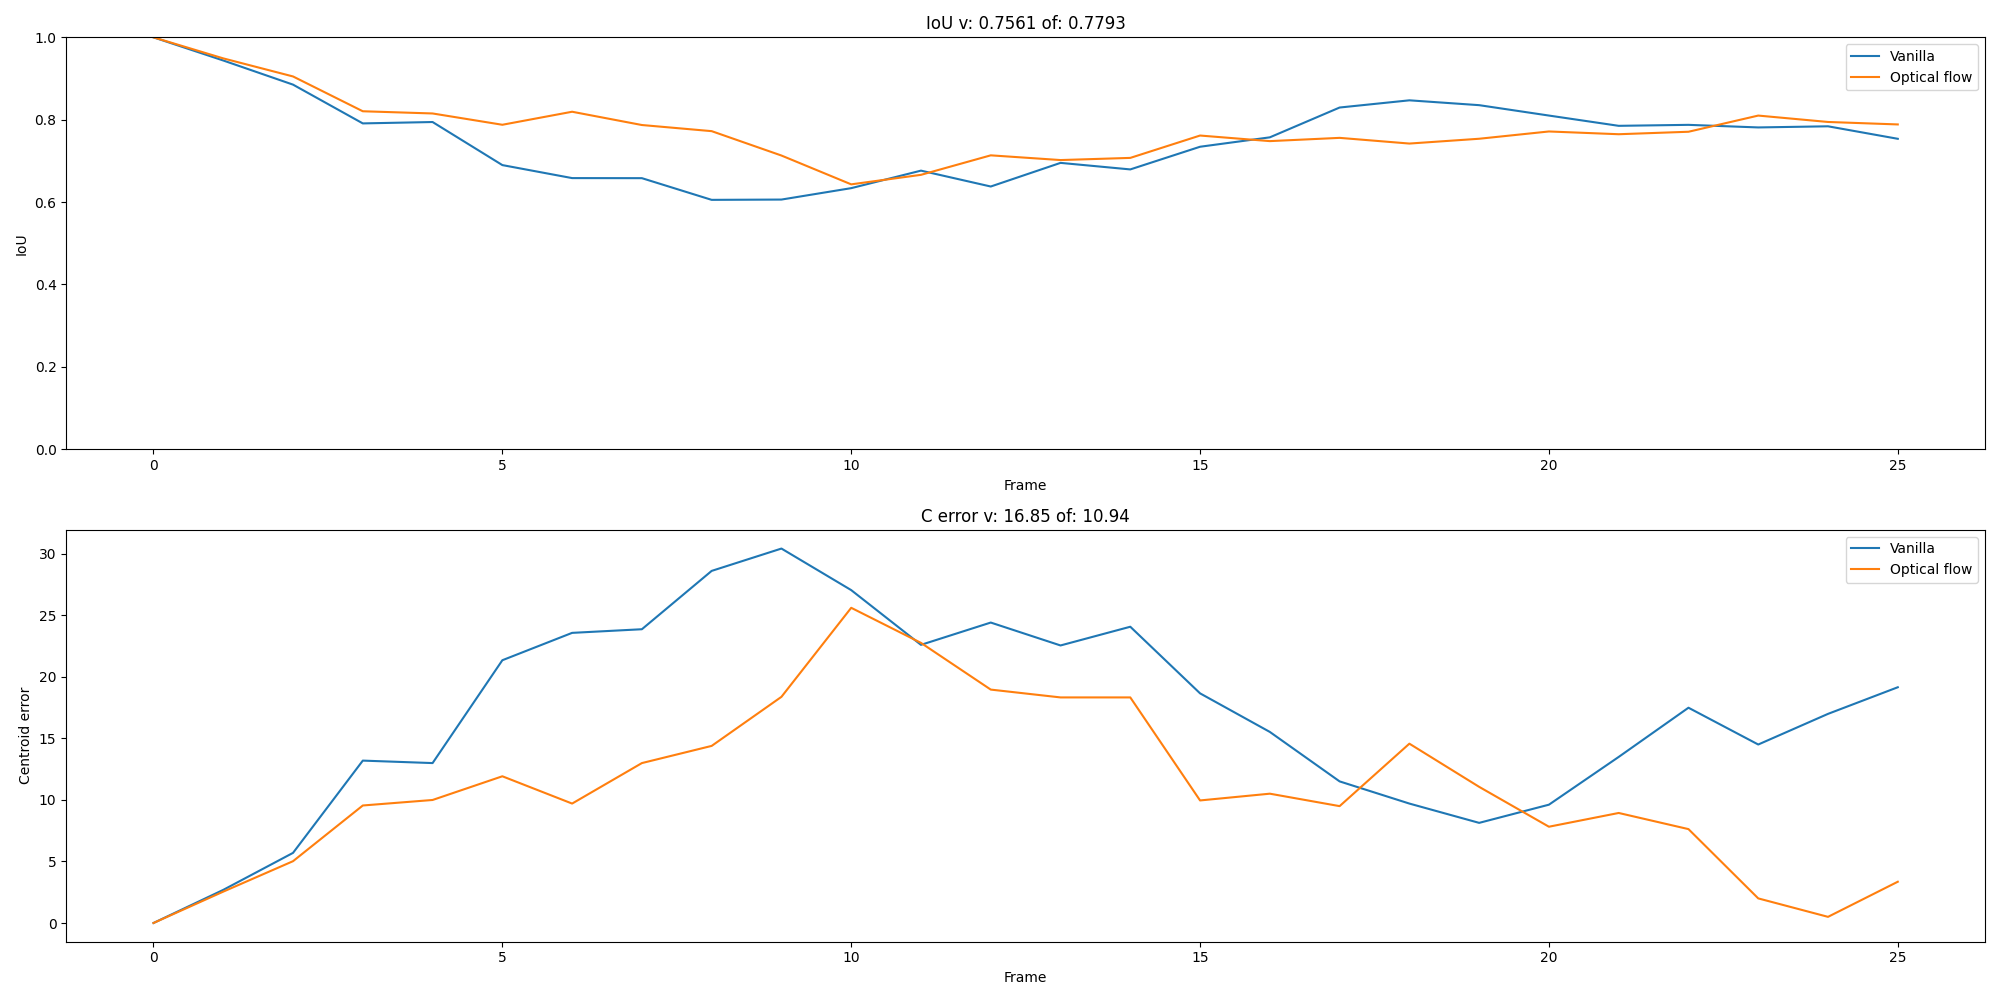 IoU v: 0.7561 of: 0.7793
1.0
0.8
0.6
0.4
0.2
0.0
IoU
Vanilla
Optical flow
0 5 10 15 20 25
Frame
C error v: 16.85 of: 10.94
30
25
20
15
10
5
0
Centroid error
Vanilla
Optical flow
0 5 10 15 20 25
Frame